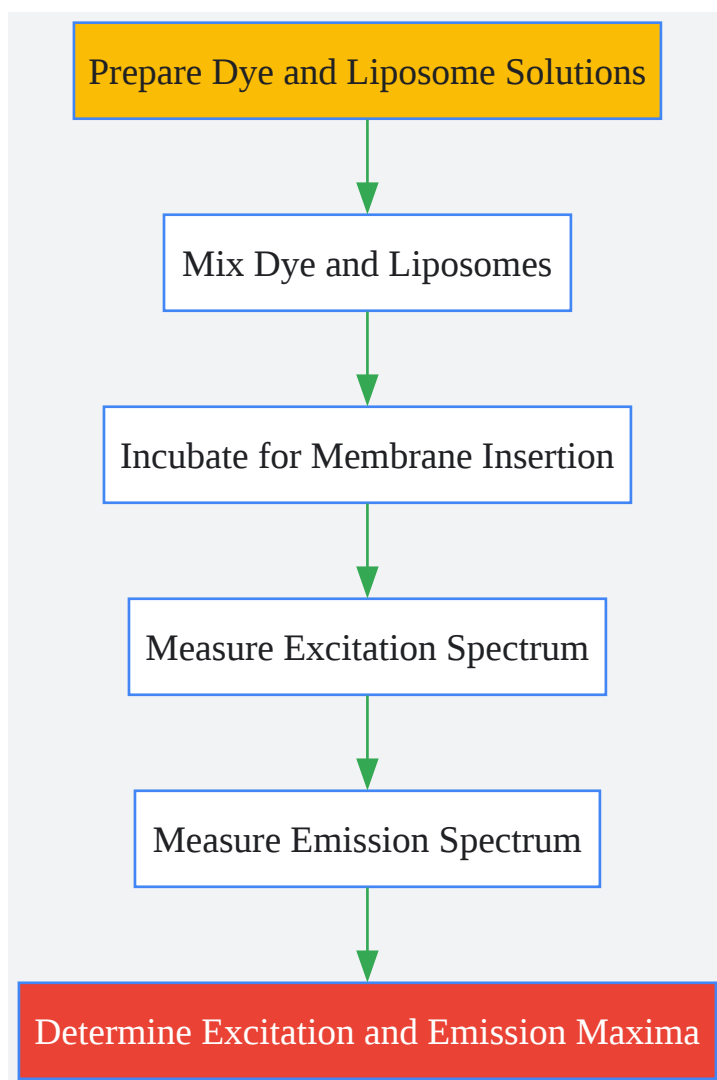 Prepare Dye and Liposome Solutions
Mix Dye and Liposomes
Incubate for Membrane Insertion
Measure Excitation Spectrum
Measure Emission Spectrum
Determine Excitation and Emission Maxima